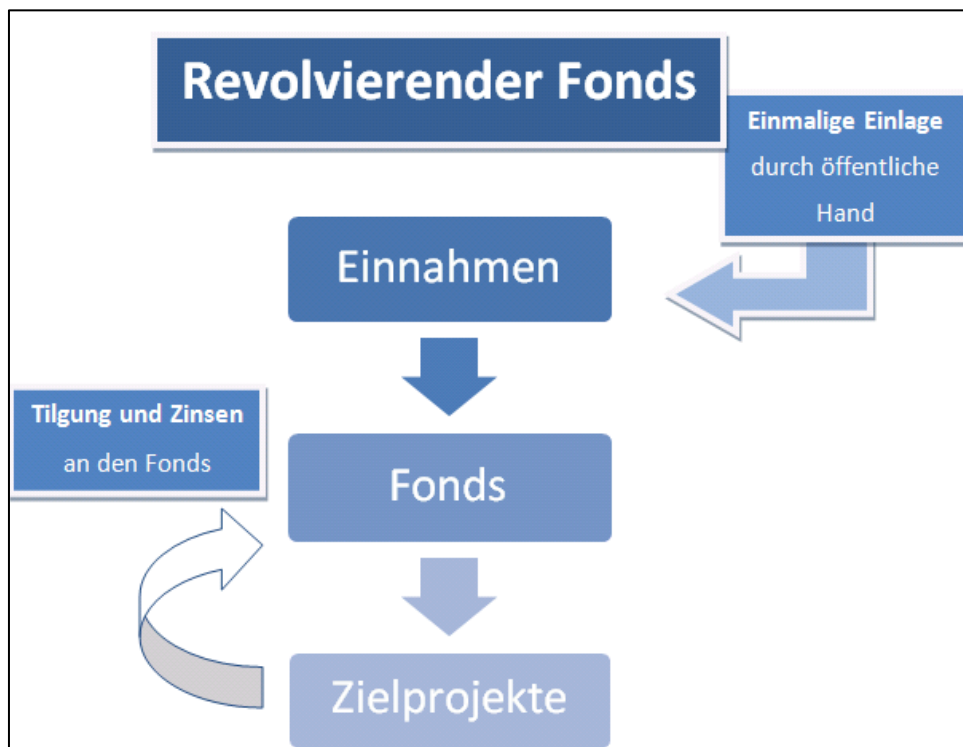 Revolvierender Fonds
Einmalige Einlage
durch öffentliche
Hand
Einnahmen
Tilgung und Zinsen
an den Fonds
Fonds
Zielprojekte